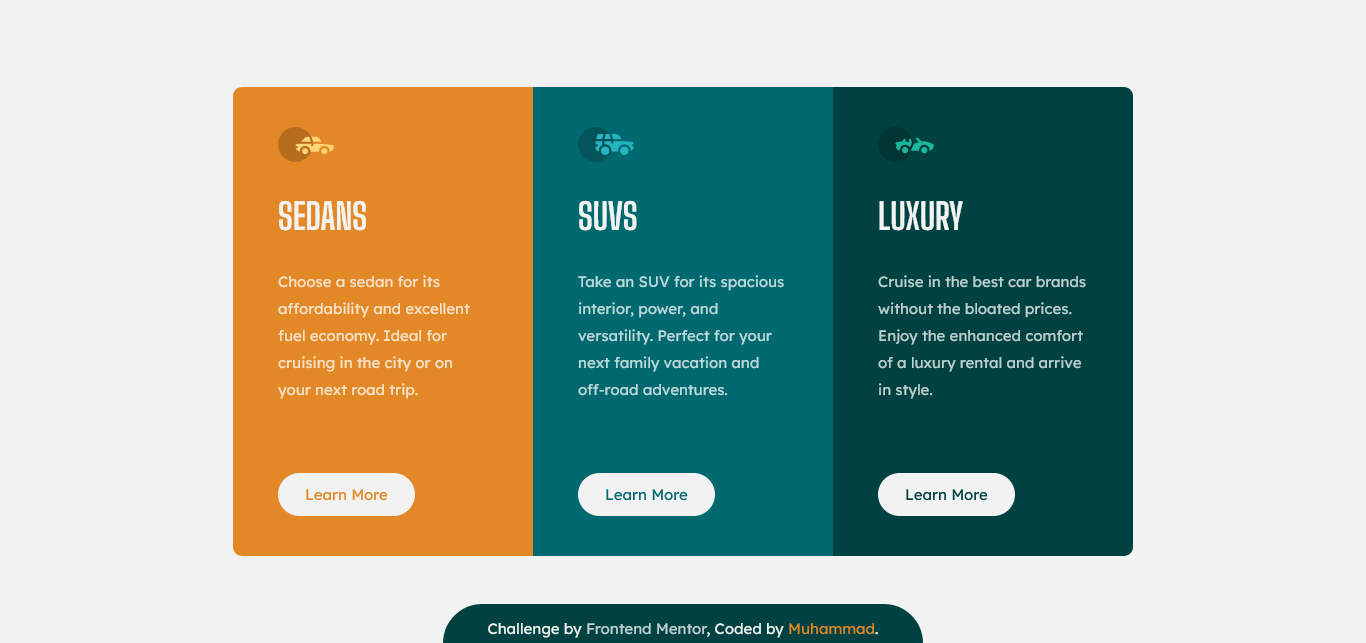 SEDANS
Choose a sedan for its
affordability and excellent
fuel economy. Ideal for
cruising in the city or on
your next road trip.
Learn More
SUVS
Take an SUV for its spacious
interior, power, and
versatility. Perfect for your
next family vacation and
off-road adventures.
Learn More
LUXURY
Cruise in the best car brands
without the bloated prices.
Enjoy the enhanced comfort
of a luxury rental and arrive
in style.
Learn More
Challenge by Frontend Mentor, Coded by Muhammad.